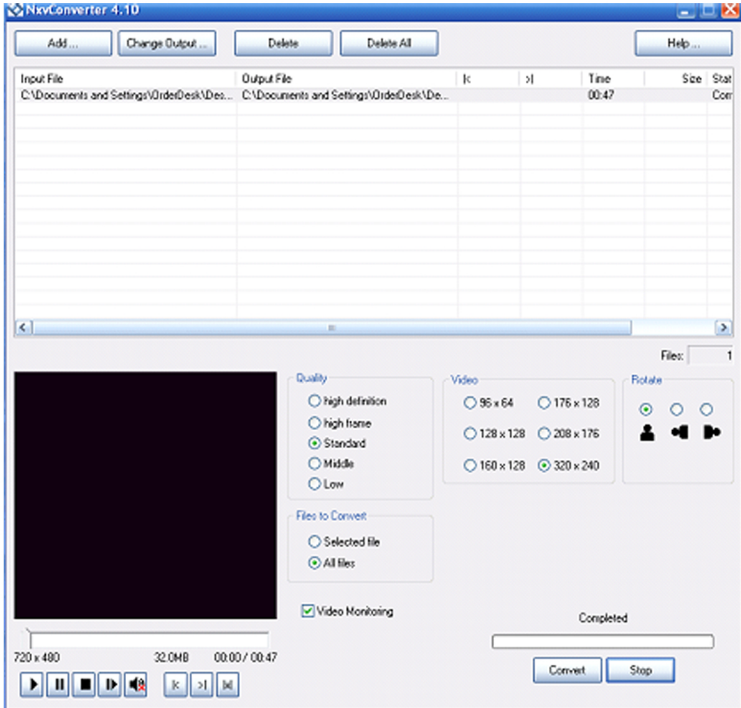 NxvConverter 4.10
Add ... Change Output ... Delete Delete All Help ...
Input File Output File |< >| Time Size Stat
C:\Documents and Settings\OrderDesk\Des... C:\Documents and Settings\OrderDesk\De... 00:47 Com
Files: 1
Quality Video Rotate
high definition 96 x 64 176 x 128
high frame
Standard 128 x 128 208 x 176
Middle 160 x 128 320 x 240
Low
Files to Convert
Selected file
All files
Video Monitoring
Completed
720 x 480 32.0MB 00:00 / 00:47
Convert Stop